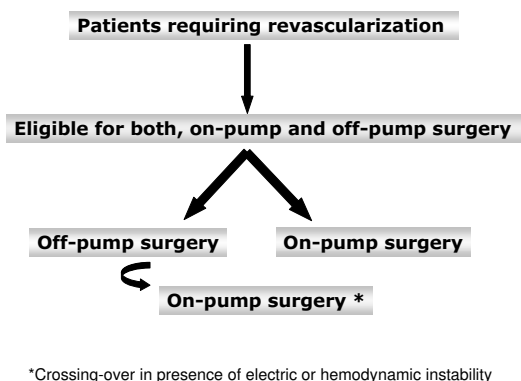 Patients requiring revascularization
Eligible for both, on-pump and off-pump surgery
Off-pump surgery
On-pump surgery
On-pump surgery *
*Crossing-over in presence of electric or hemodynamic instability